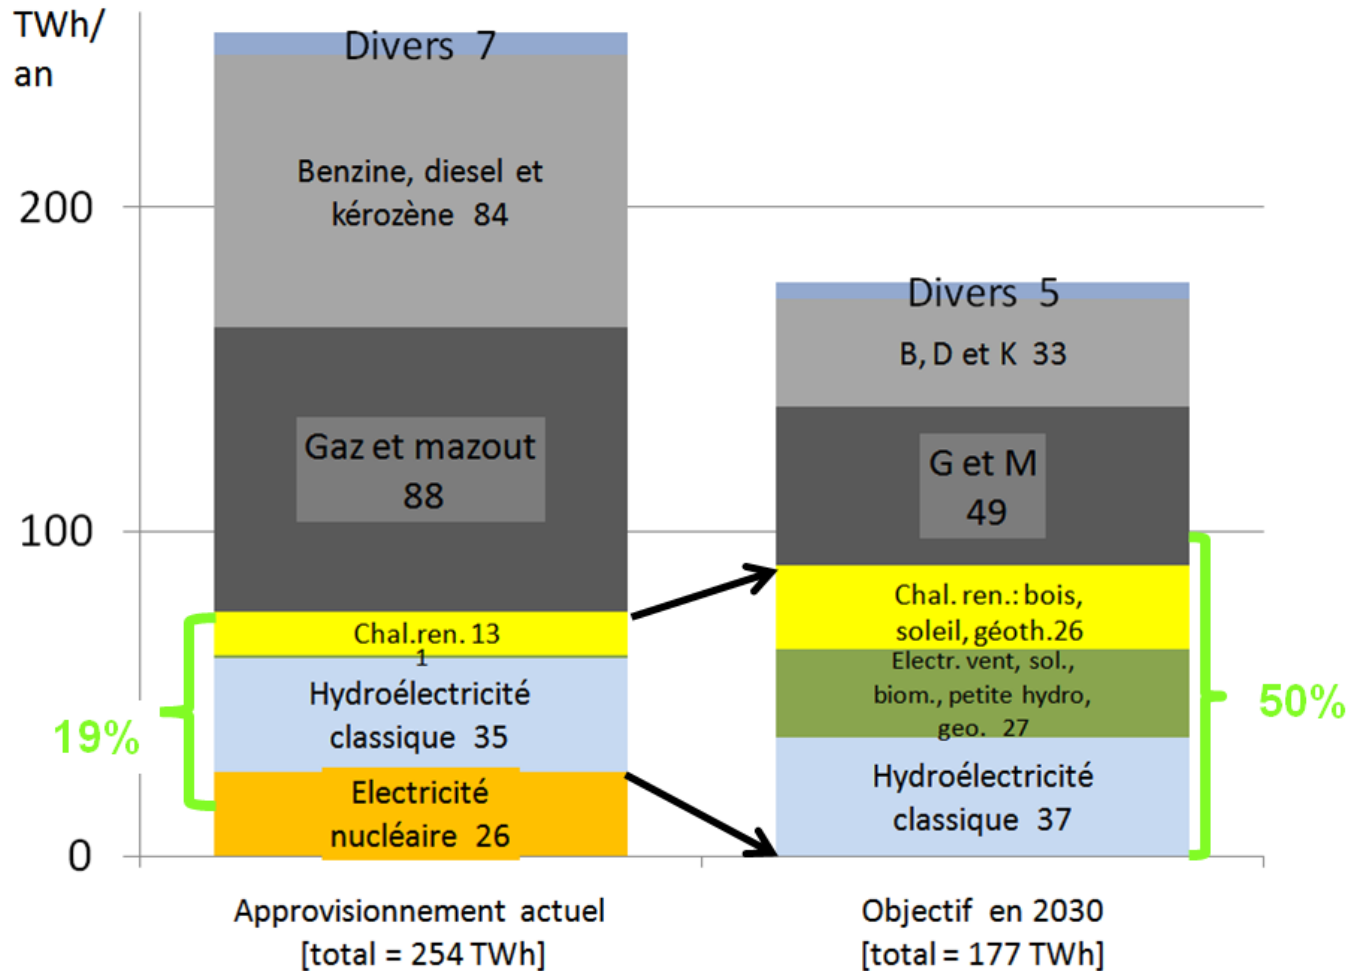 TWh/
an
200
100
0
Divers 7
Benzine, diesel et
kérozène 84
Gaz et mazout
88
Chal.ren. 13
1
Hydroélectricité
classique 35
Electricité
nucléaire 26
19%
Divers 5
B, D et K 33
G et M
49
Chal. ren.: bois,
soleil, géoth.26
Electr. vent, sol.,
biom., petite hydro,
geo. 27
Hydroélectricité
classique 37
50%
Approvisionnement actuel
[total = 254 TWh]
Objectif en 2030
[total = 177 TWh]